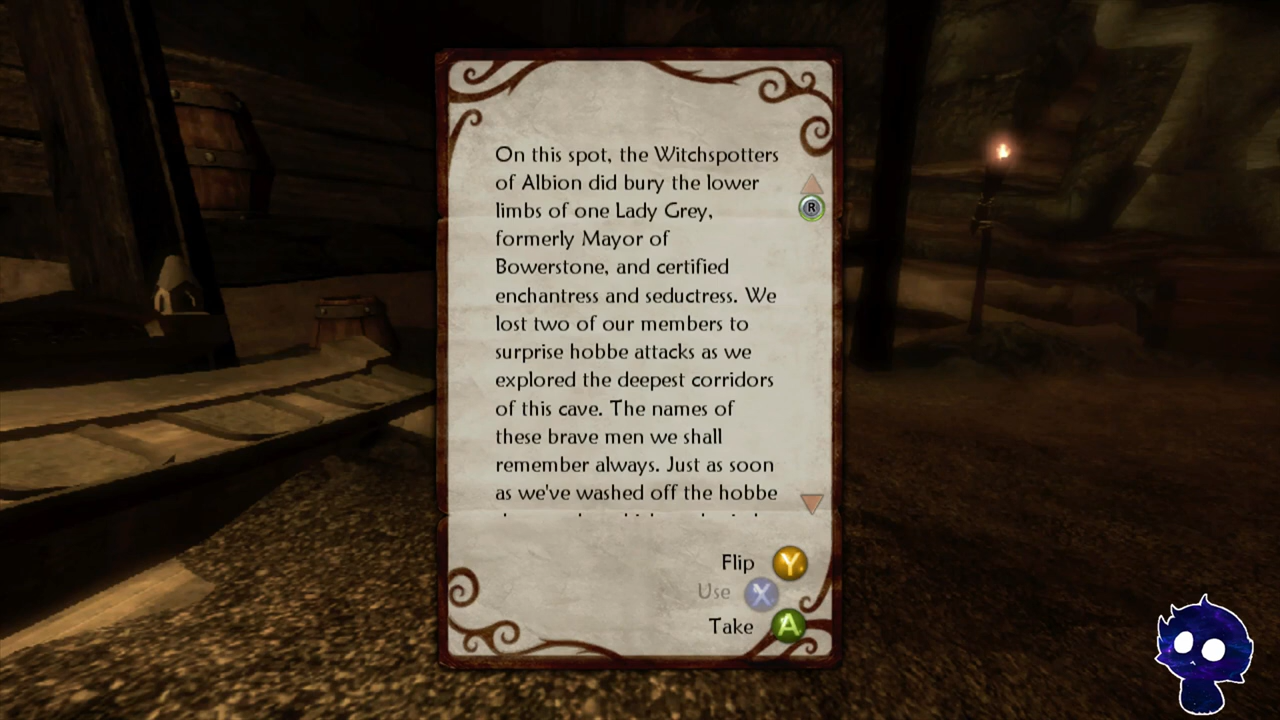 On this spot, the Witchspotters
of Albion did bury the lower
limbs of one Lady Grey,
formerly Mayor of
Bowerstone, and certified
enchantress and seductress. We
lost two of our members to
surprise hobbe attacks as we
explored the deepest corridors
of this cave. The names of
these brave men we shall
remember always. Just as soon
as we've washed off the hobbe
R
Flip Y
Use X
Take A